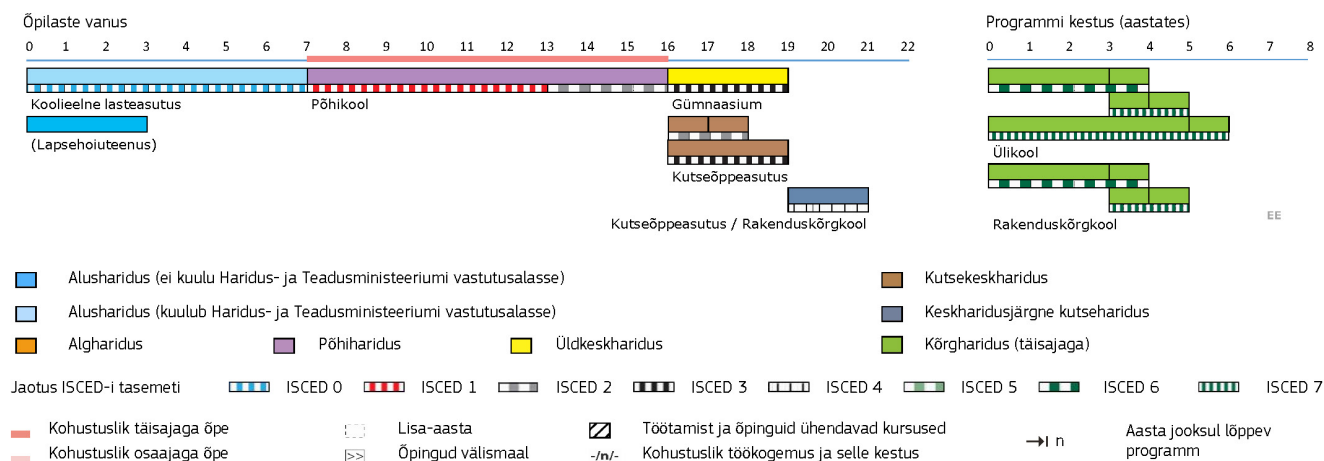 Õpilaste vanus
Programmi kestus (aastates)
0 1 2 3 4 5 6 7 8 9 10 11 12 13 14 15 16 17 18 19 20 21 22
0 1 2 3 4 5 6 7 8
Koolieelne lasteasutus
Põhikool
Gümnaasium
(Lapsehoiuteenus)
Ülikool
Kutseõppeasutus
Kutseõppeasutus / Rakenduskõrgkool
Rakenduskõrgkool
EE
Alusharidus (ei kuulu Haridus- ja Teadusministeeriumi vastutusalasse)
Kutsekeskharidus
Alusharidus (kuulub Haridus- ja Teadusministeeriumi vastutusalasse)
Keskharidusjärgne kutseharidus
Algharidus
Põhiharidus
Üldkeskharidus
Kõrgharidus (täisajaga)
Jaotus ISCED-i tasemeti
ISCED 0
ISCED 1
ISCED 2
ISCED 3
ISCED 4
ISCED 5
ISCED 6
ISCED 7
Kohustuslik täisajaga õpe
Lisa-aasta
Töötamist ja õpinguid ühendavad kursused
n
Aasta jooksul lõppev
programm
Kohustuslik osaajaga õpe
>>
Õpingud välismaal
-/n/-
Kohustuslik töökogemus ja selle kestus